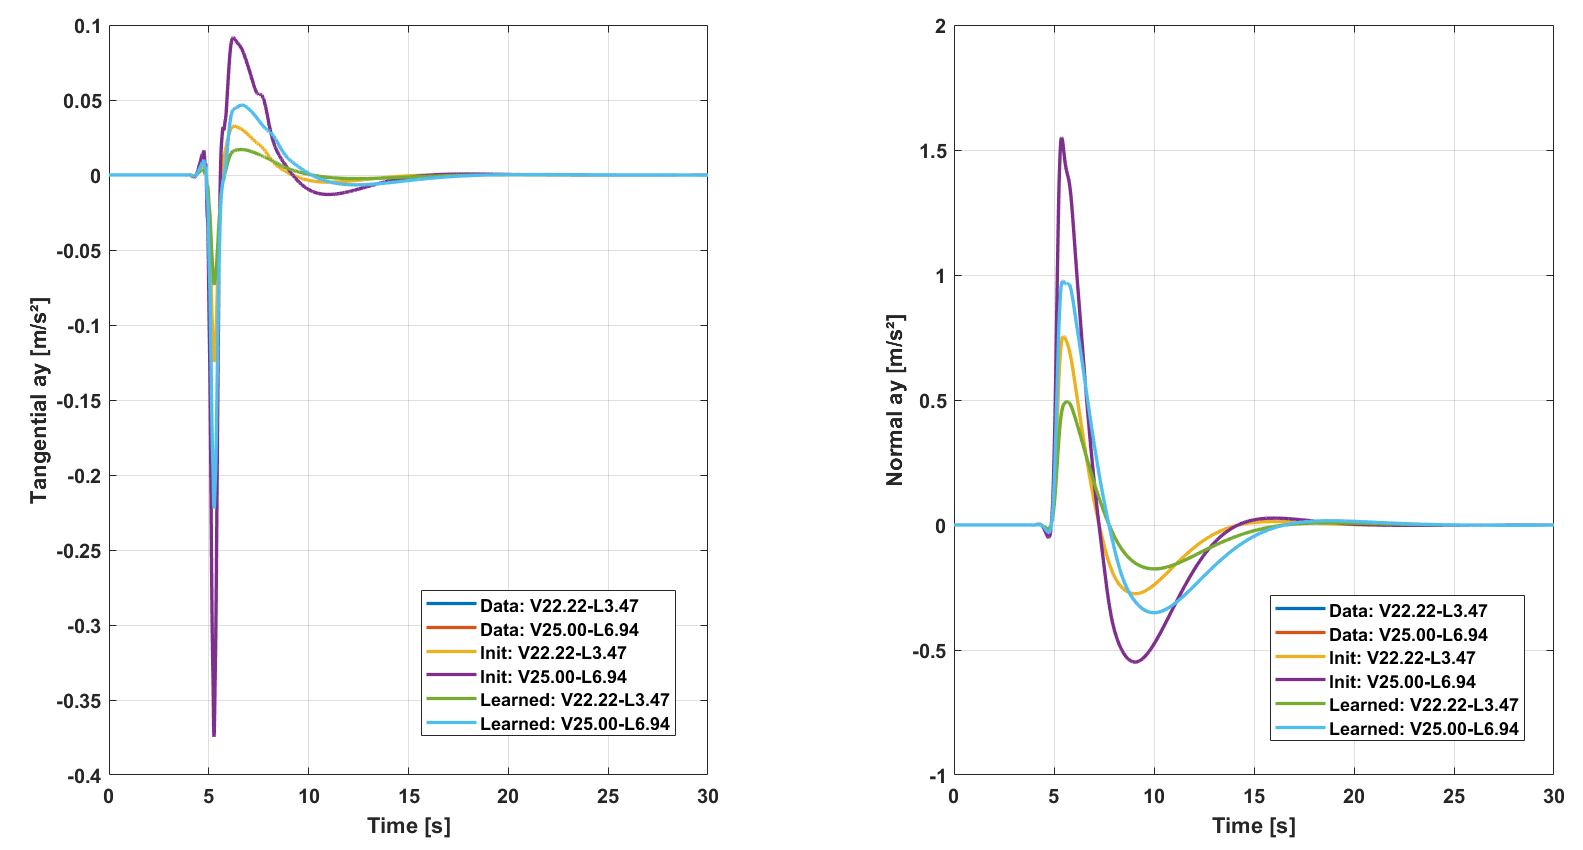 0.1
0.05
0
-0.05
-0.1
-0.15
-0.2
-0.25
-0.3
-0.35
-0.4
Tangential ay [m/s²]
Data: V22.22-L3.47
Data: V25.00-L6.94
Init: V22.22-L3.47
Init: V25.00-L6.94
Learned: V22.22-L3.47
Learned: V25.00-L6.94
0 5 10 15 20 25 30
Time [s]
2
1.5
1
0.5
0
-0.5
-1
Normal ay [m/s²]
Data: V22.22-L3.47
Data: V25.00-L6.94
Init: V22.22-L3.47
Init: V25.00-L6.94
Learned: V22.22-L3.47
Learned: V25.00-L6.94
0 5 10 15 20 25 30
Time [s]